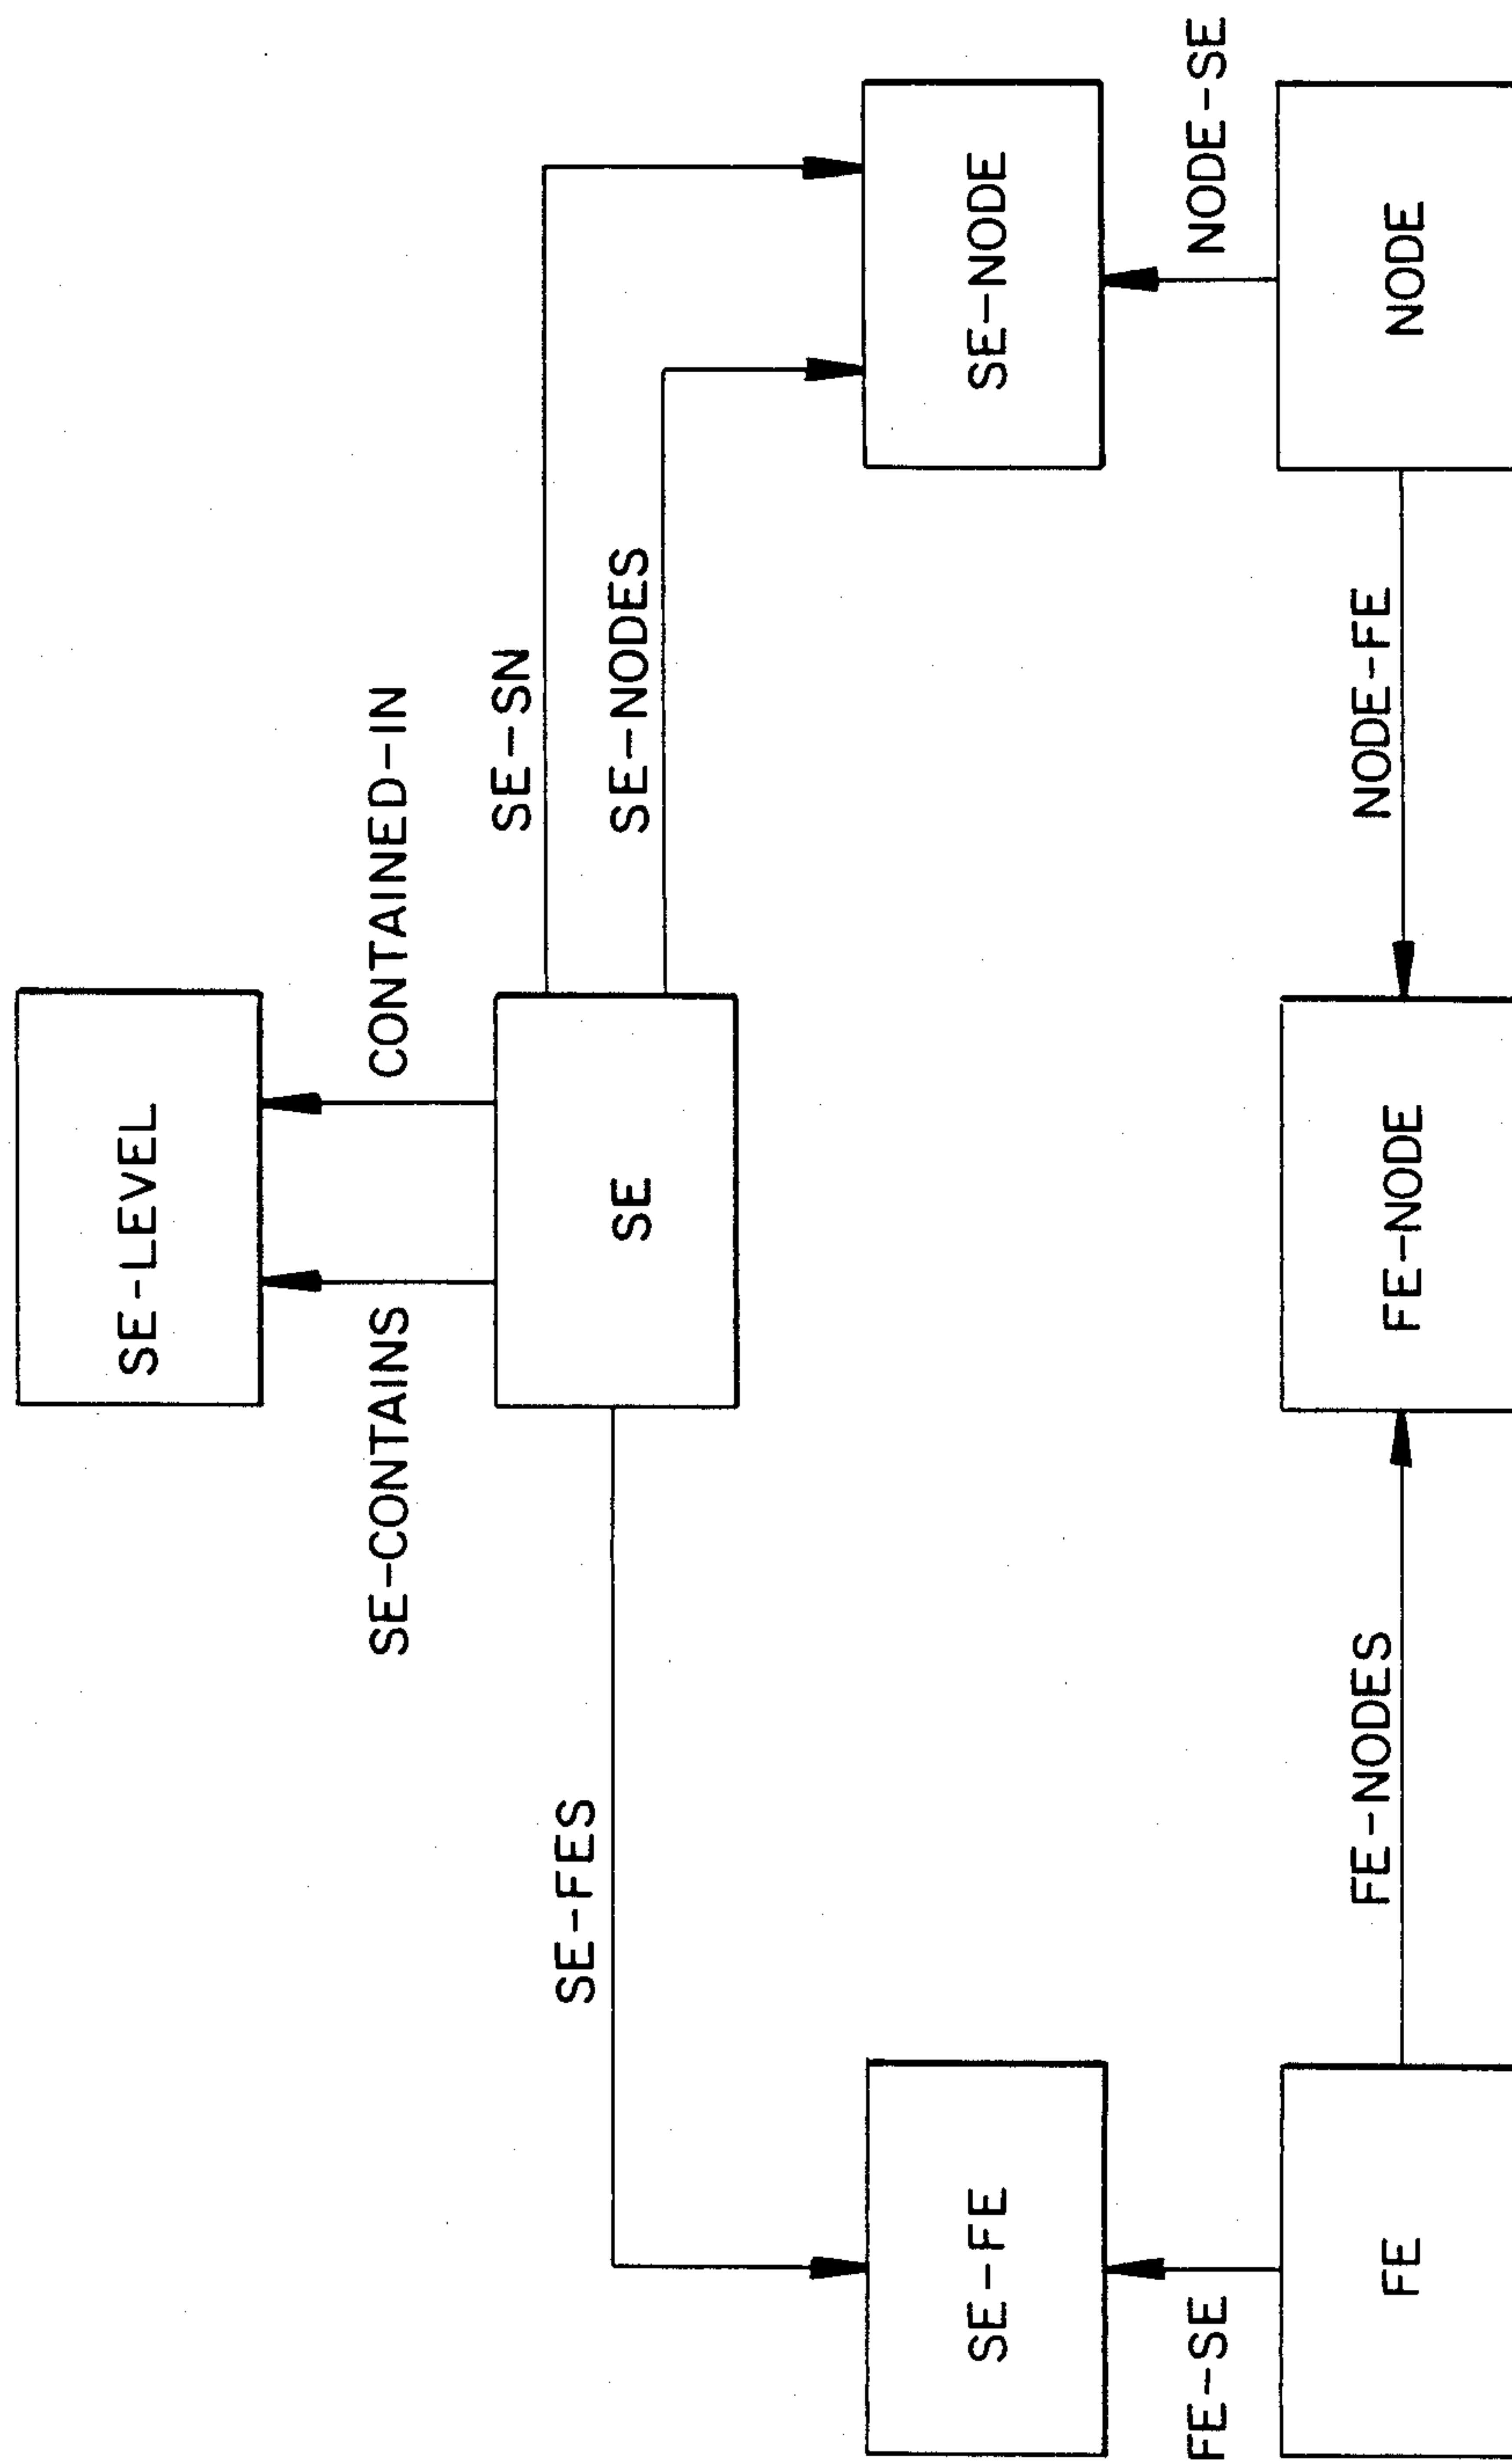 SE-LEVEL
SE-CONTAINS
CONTAINED-IN
SE
SE-FES
SE-SN
SE-NODES
SE-FE
SE-NODE
FE-SE
NODE-SE
FE
FE-NODES
FE-NODE
NODE-FE
NODE